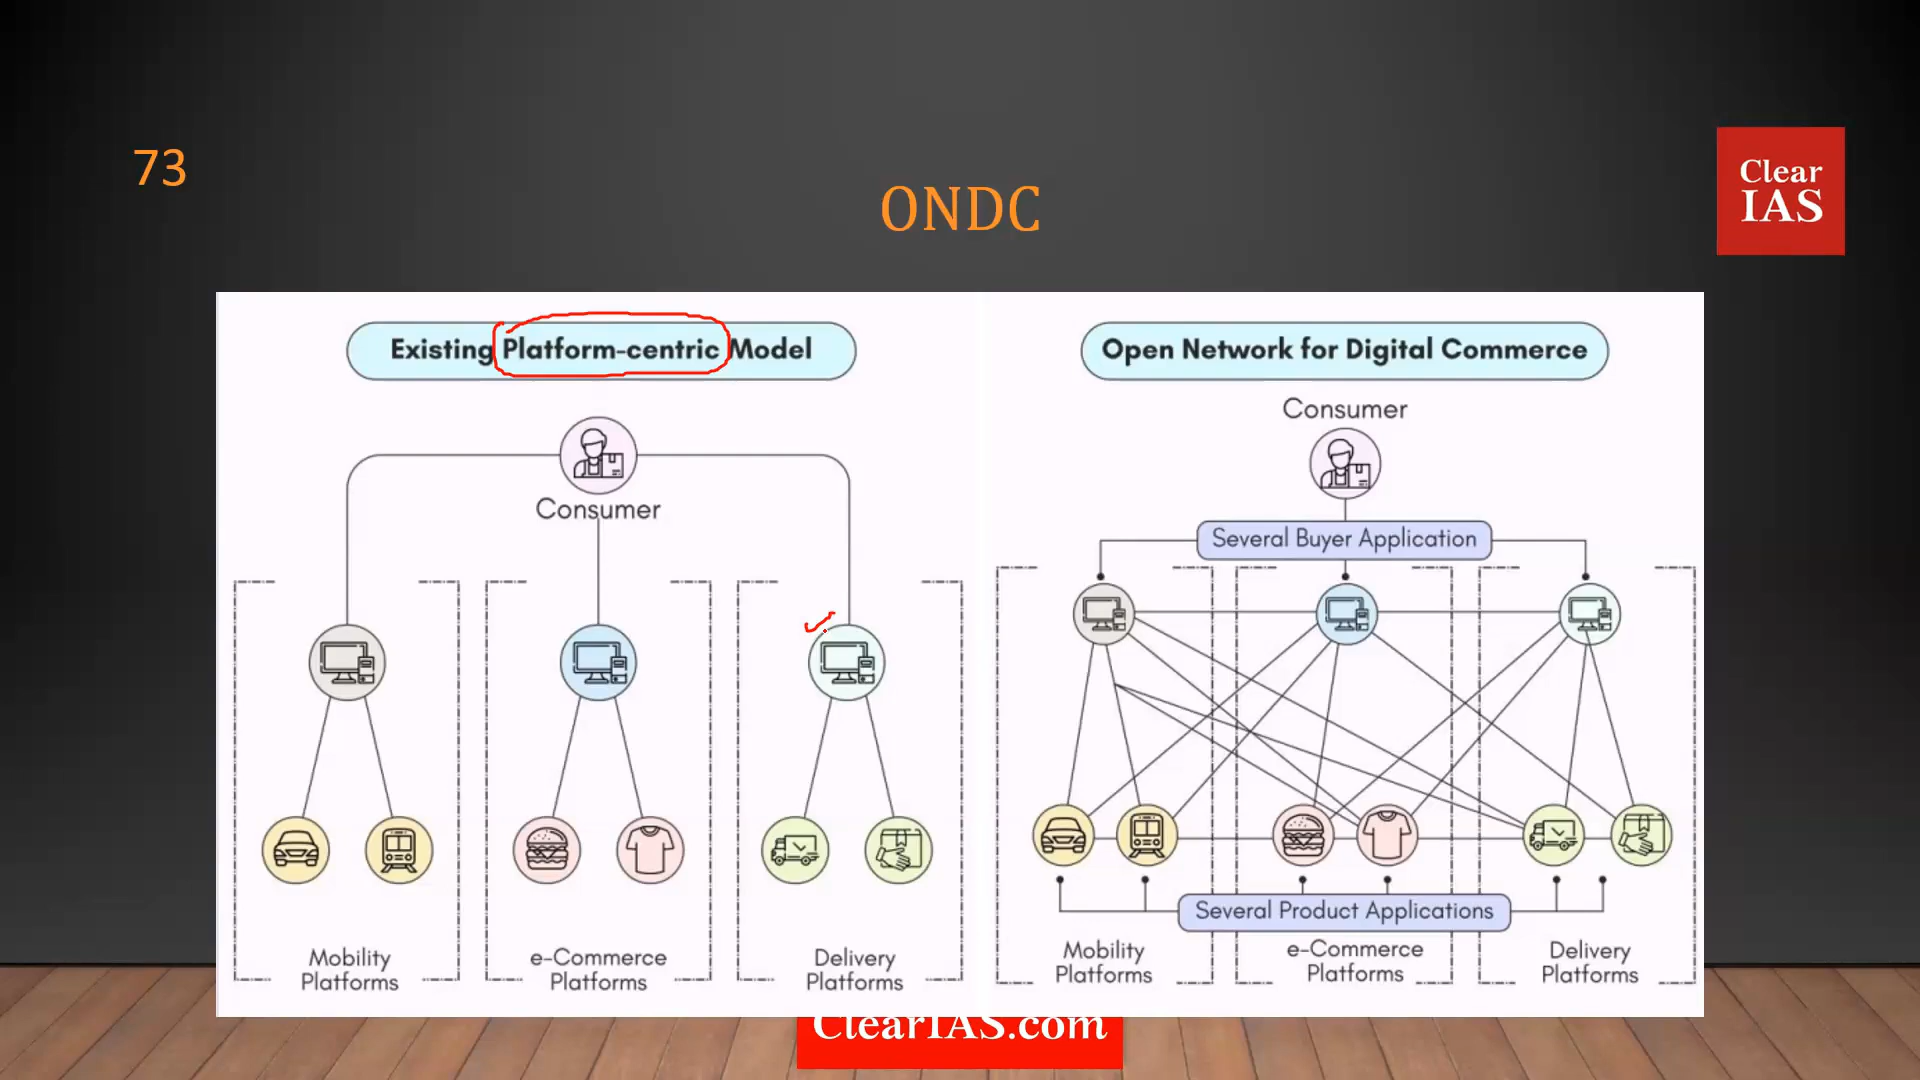 73
ONDC
Clear
IAS
Existing Platform-centric Model
Consumer
Mobility
Platforms
e-Commerce
Platforms
Delivery
Platforms
Open Network for Digital Commerce
Consumer
Several Buyer Application
Several Product Applications
Mobility
Platforms
e-Commerce
Platforms
Delivery
Platforms
ClearIAS.com